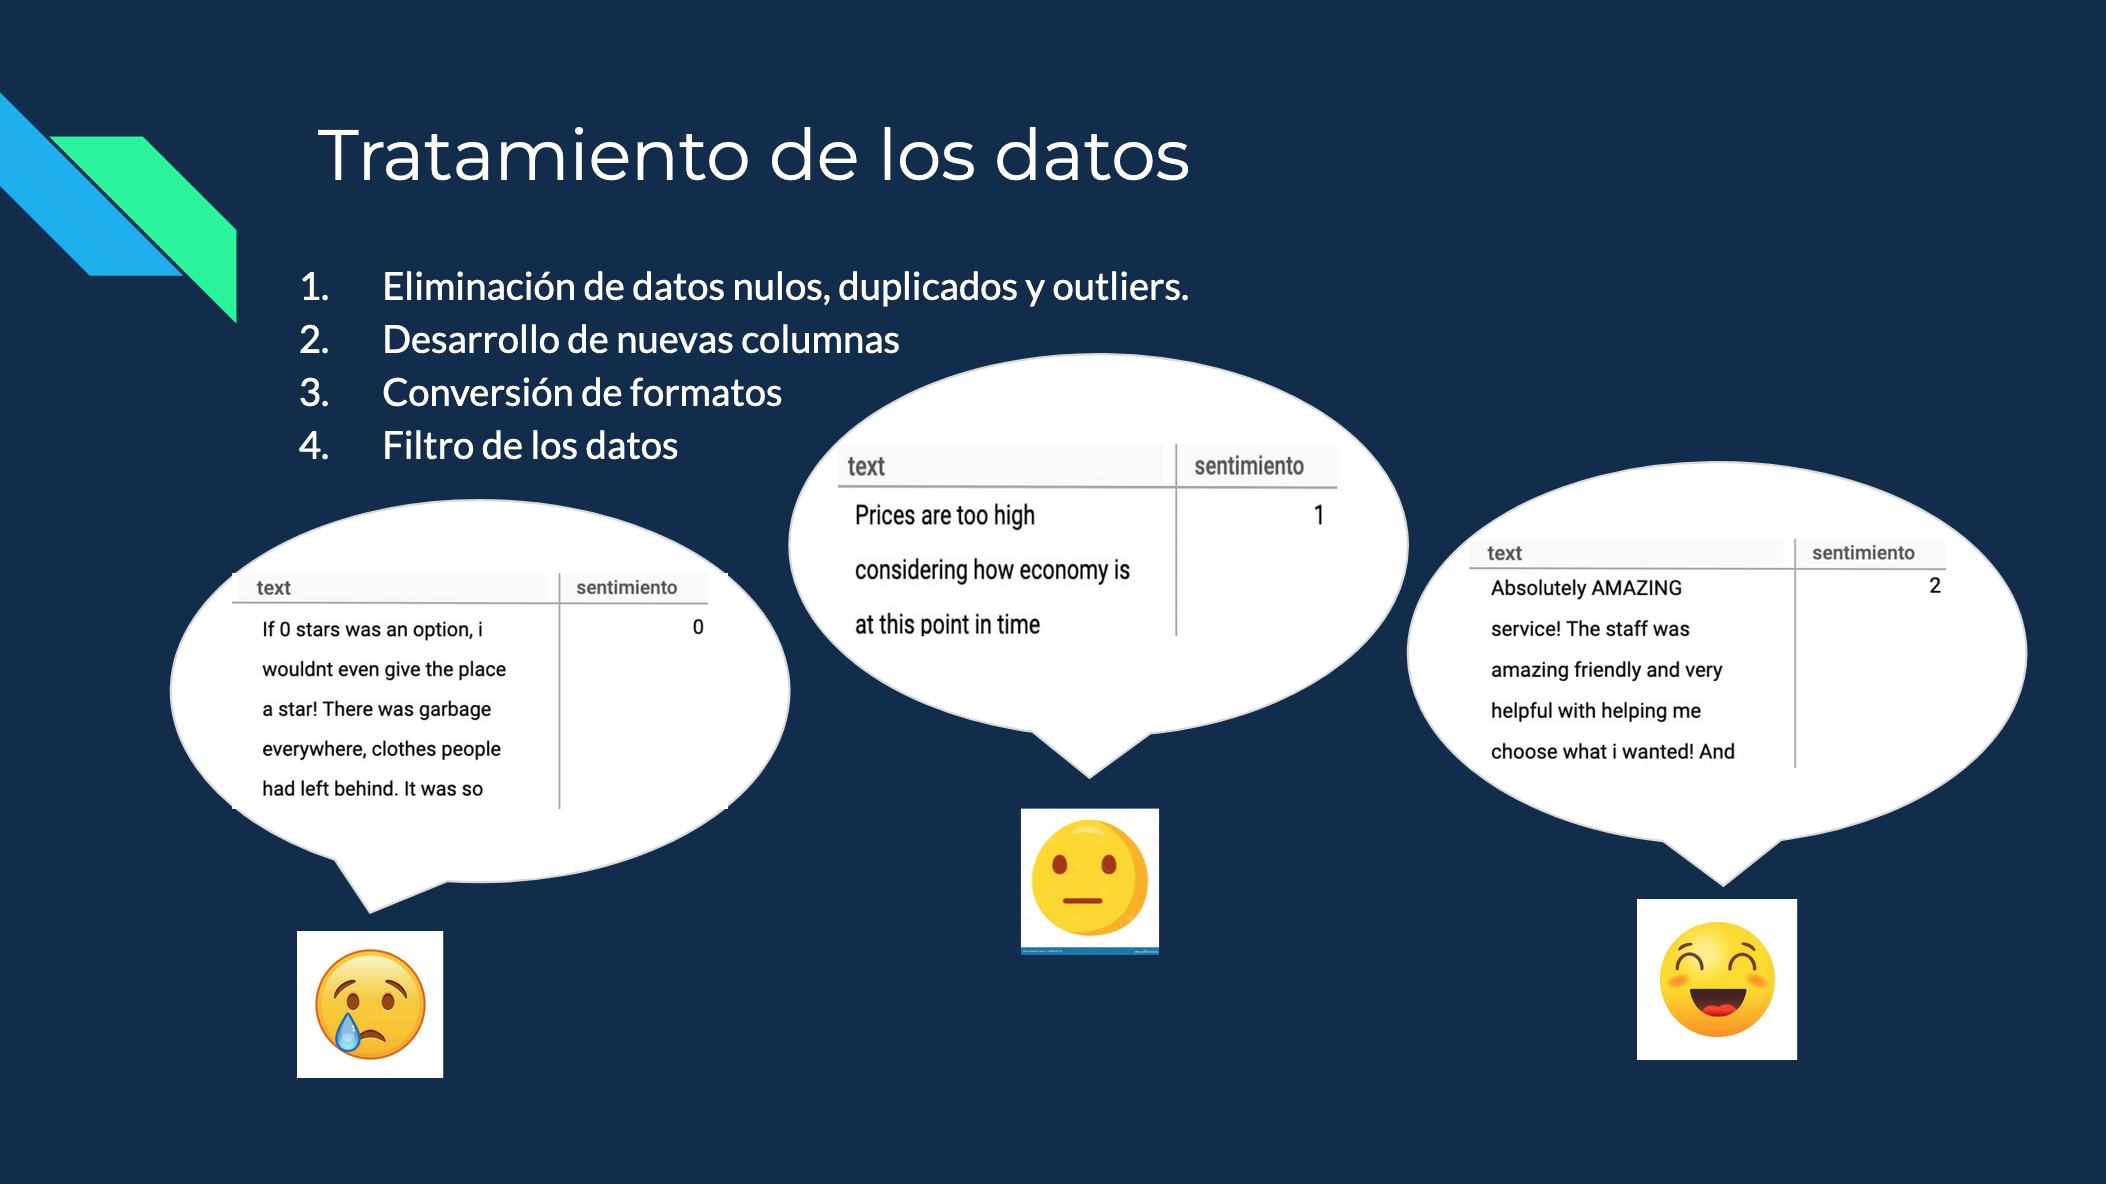 Tratamiento de los datos
1. Eliminación de datos nulos, duplicados y outliers.
2. Desarrollo de nuevas columnas
3. Conversión de formatos
4. Filtro de los datos
text sentimiento
If 0 stars was an option, i 0
wouldnt even give the place
a star! There was garbage
everywhere, clothes people
had left behind. It was so
text sentimiento
Prices are too high 1
considering how economy is
at this point in time
text sentimiento
Absolutely AMAZING 2
service! The staff was
amazing friendly and very
helpful with helping me
choose what i wanted! And